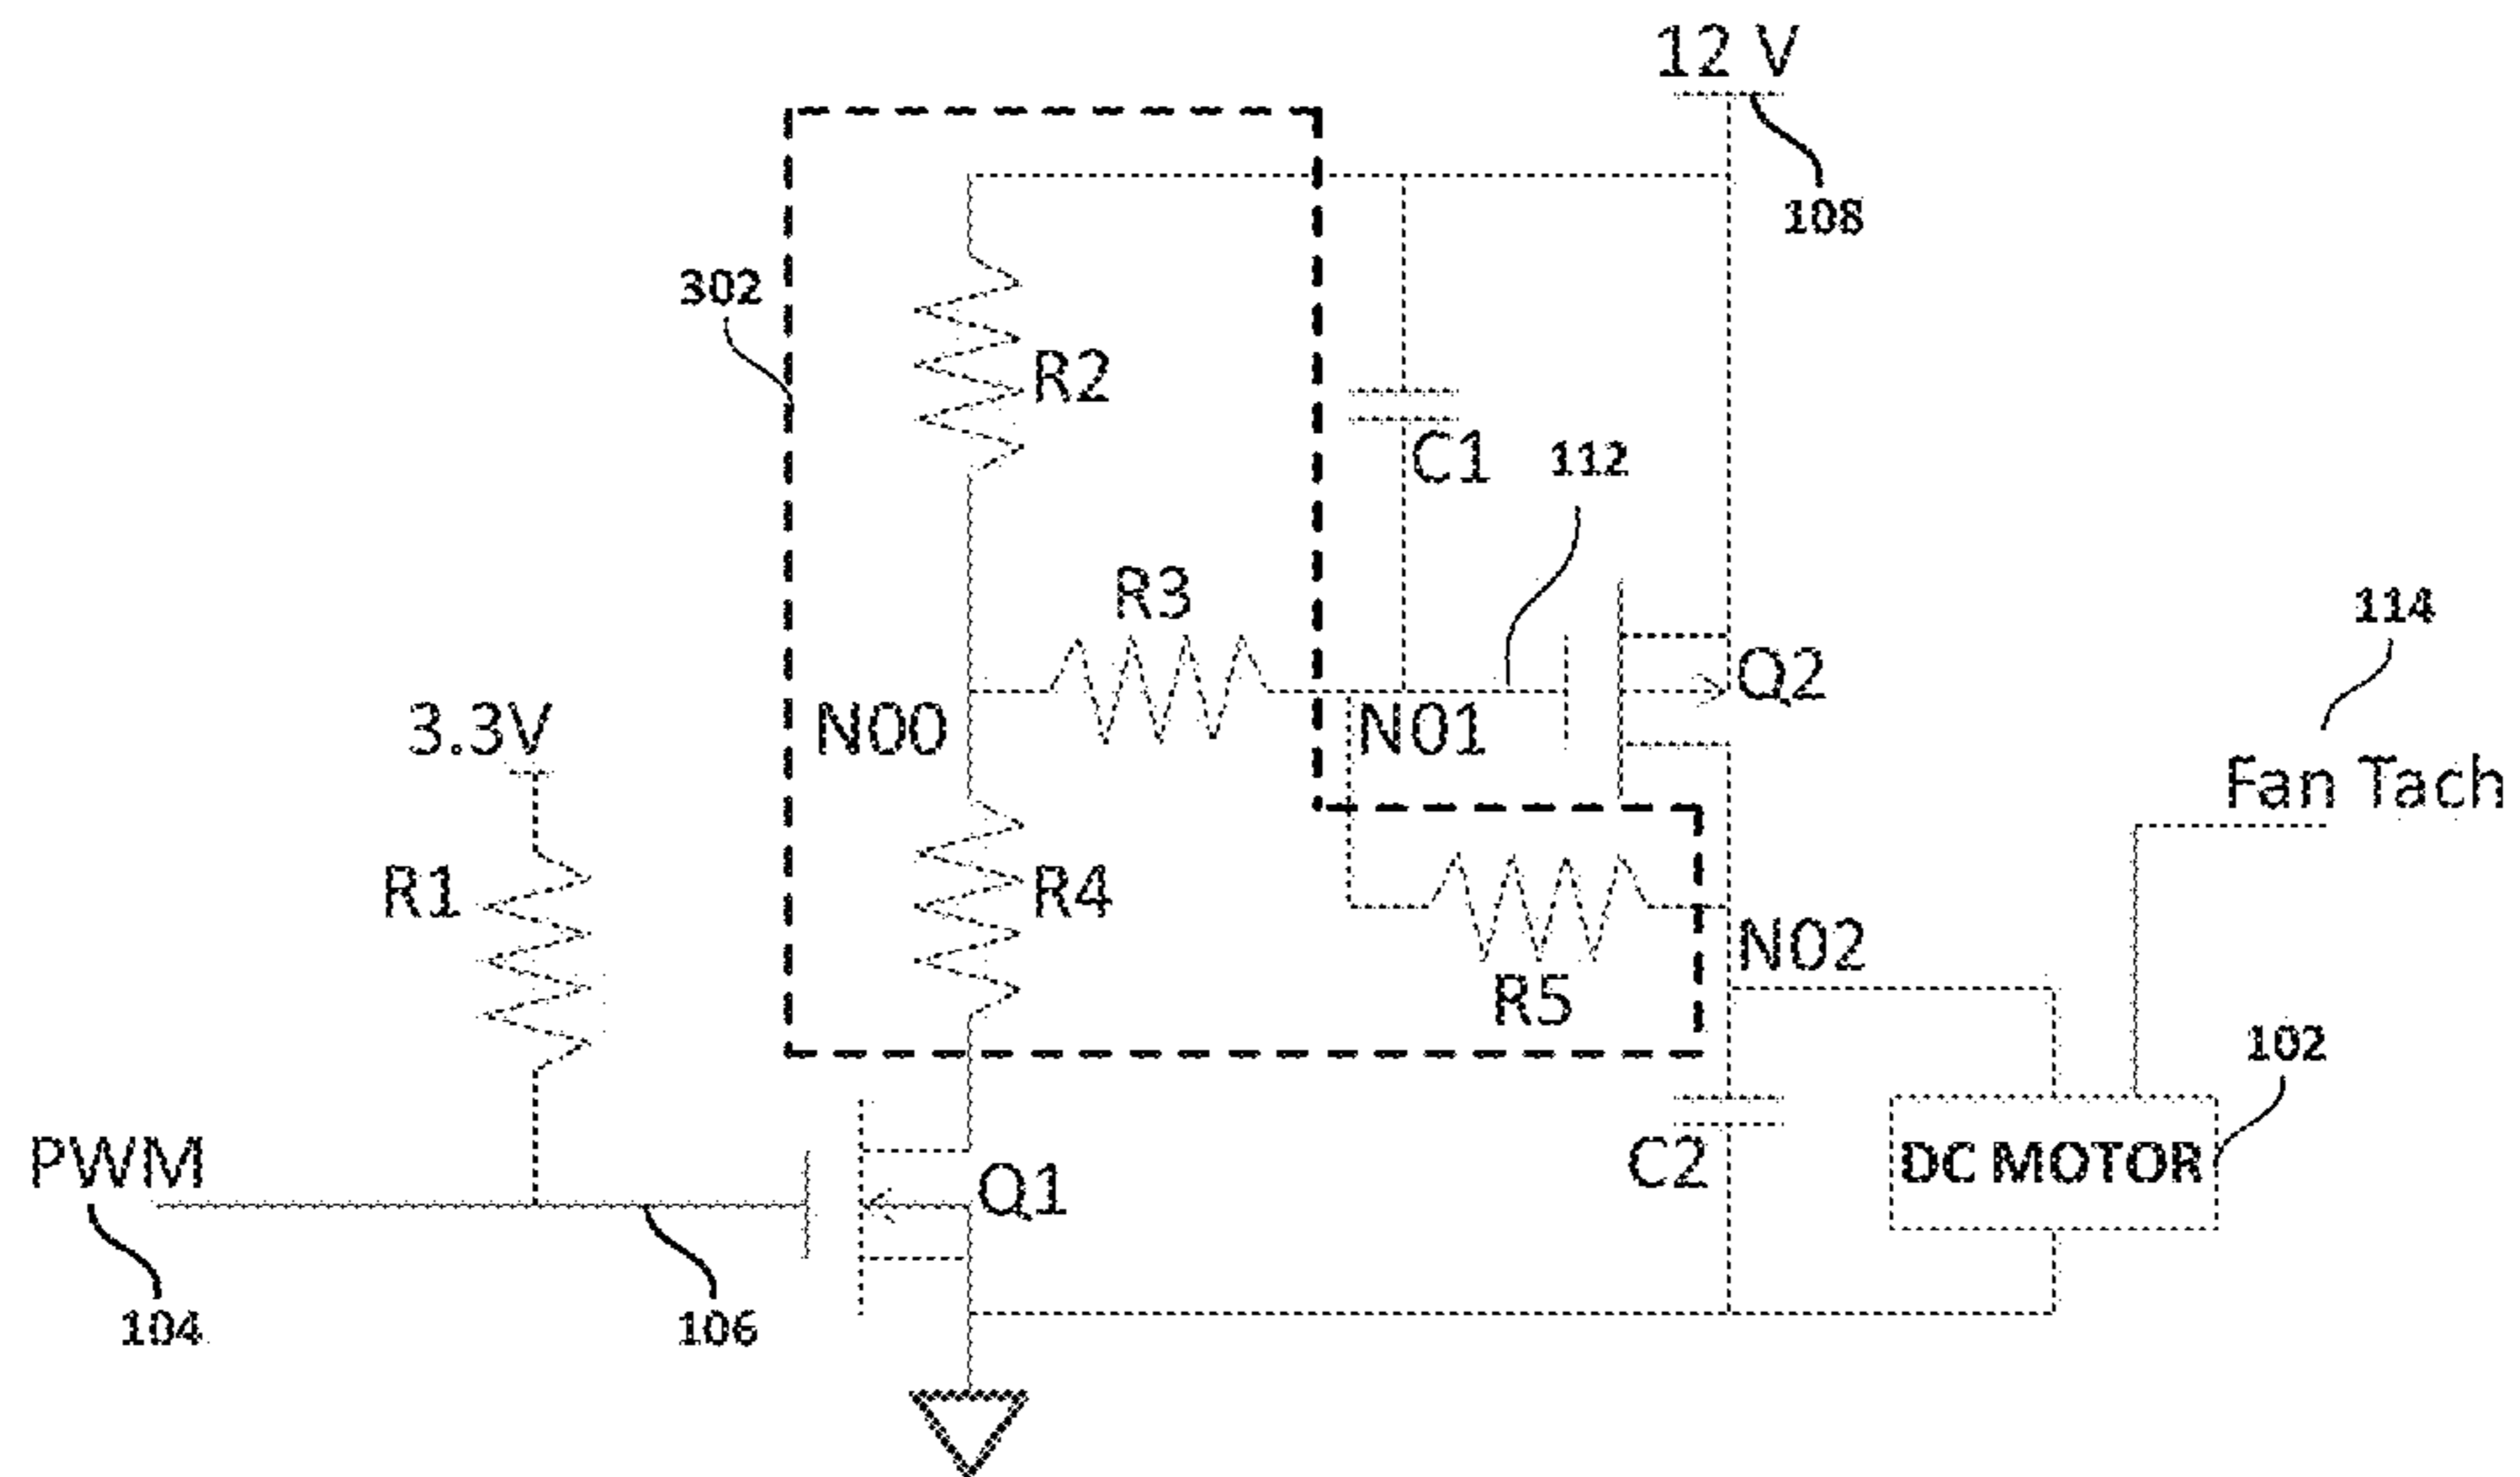 12 V
108
302
R2
C1
112
R3
114
Q2
3.3V
N00
N01
Fan Tach
R1
R4
N02
R5
102
PWM
Q1
C2
DC MOTOR
104
106